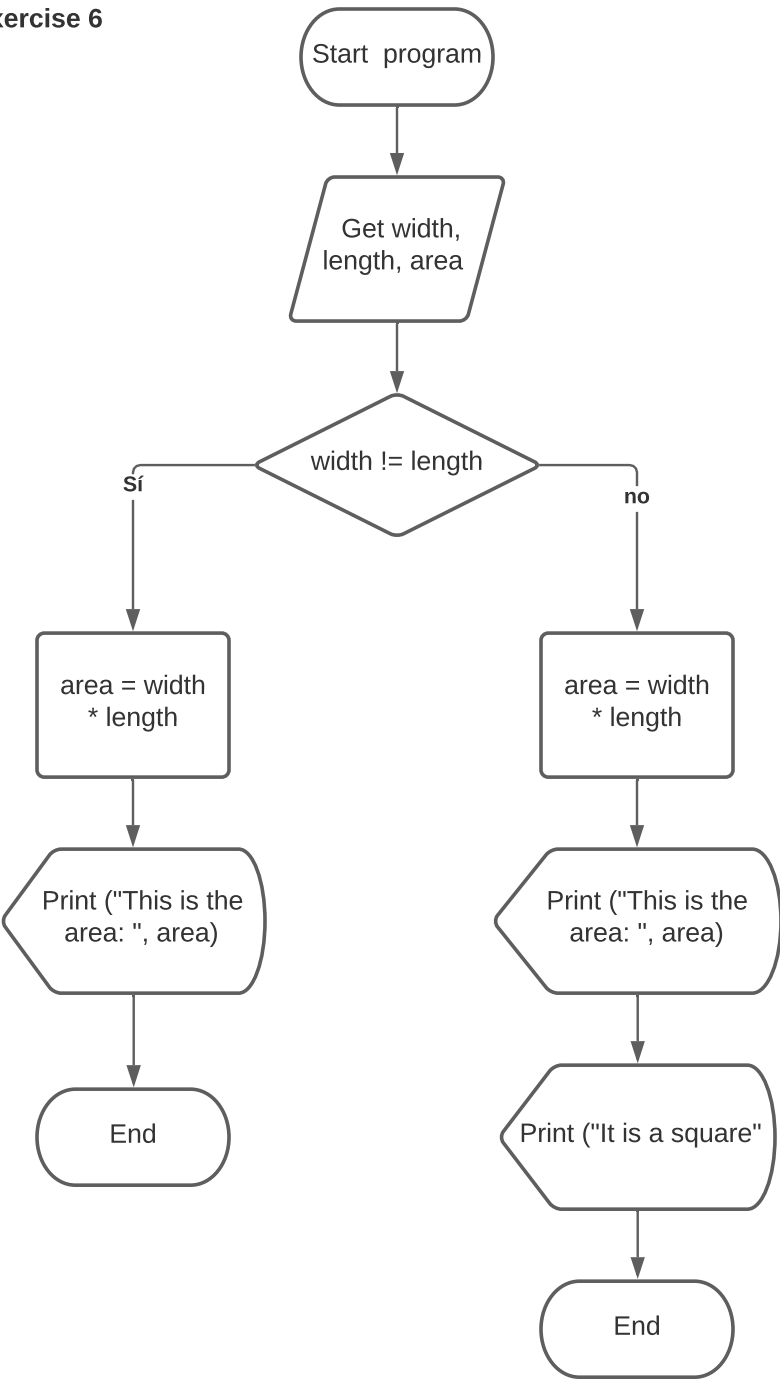 xercise 6
Start program
Get width,
length, area
width != length
Sí
no
area = width
* length
area = width
* length
Print ("This is the
area: ", area)
Print ("This is the
area: ", area)
End
Print ("It is a square"
End